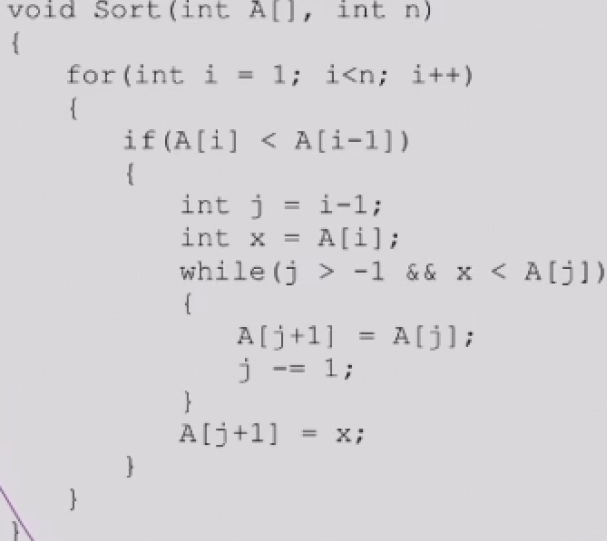 void Sort(int A[], int n)
{
    for(int i = 1; i<n; i++)
    {
        if(A[i] < A[i-1])
        {
            int j = i-1;
            int x = A[i];
            while(j > -1 && x < A[j])
            {
                A[j+1] = A[j];
                j -= 1;
            }
            A[j+1] = x;
        }
    }
}